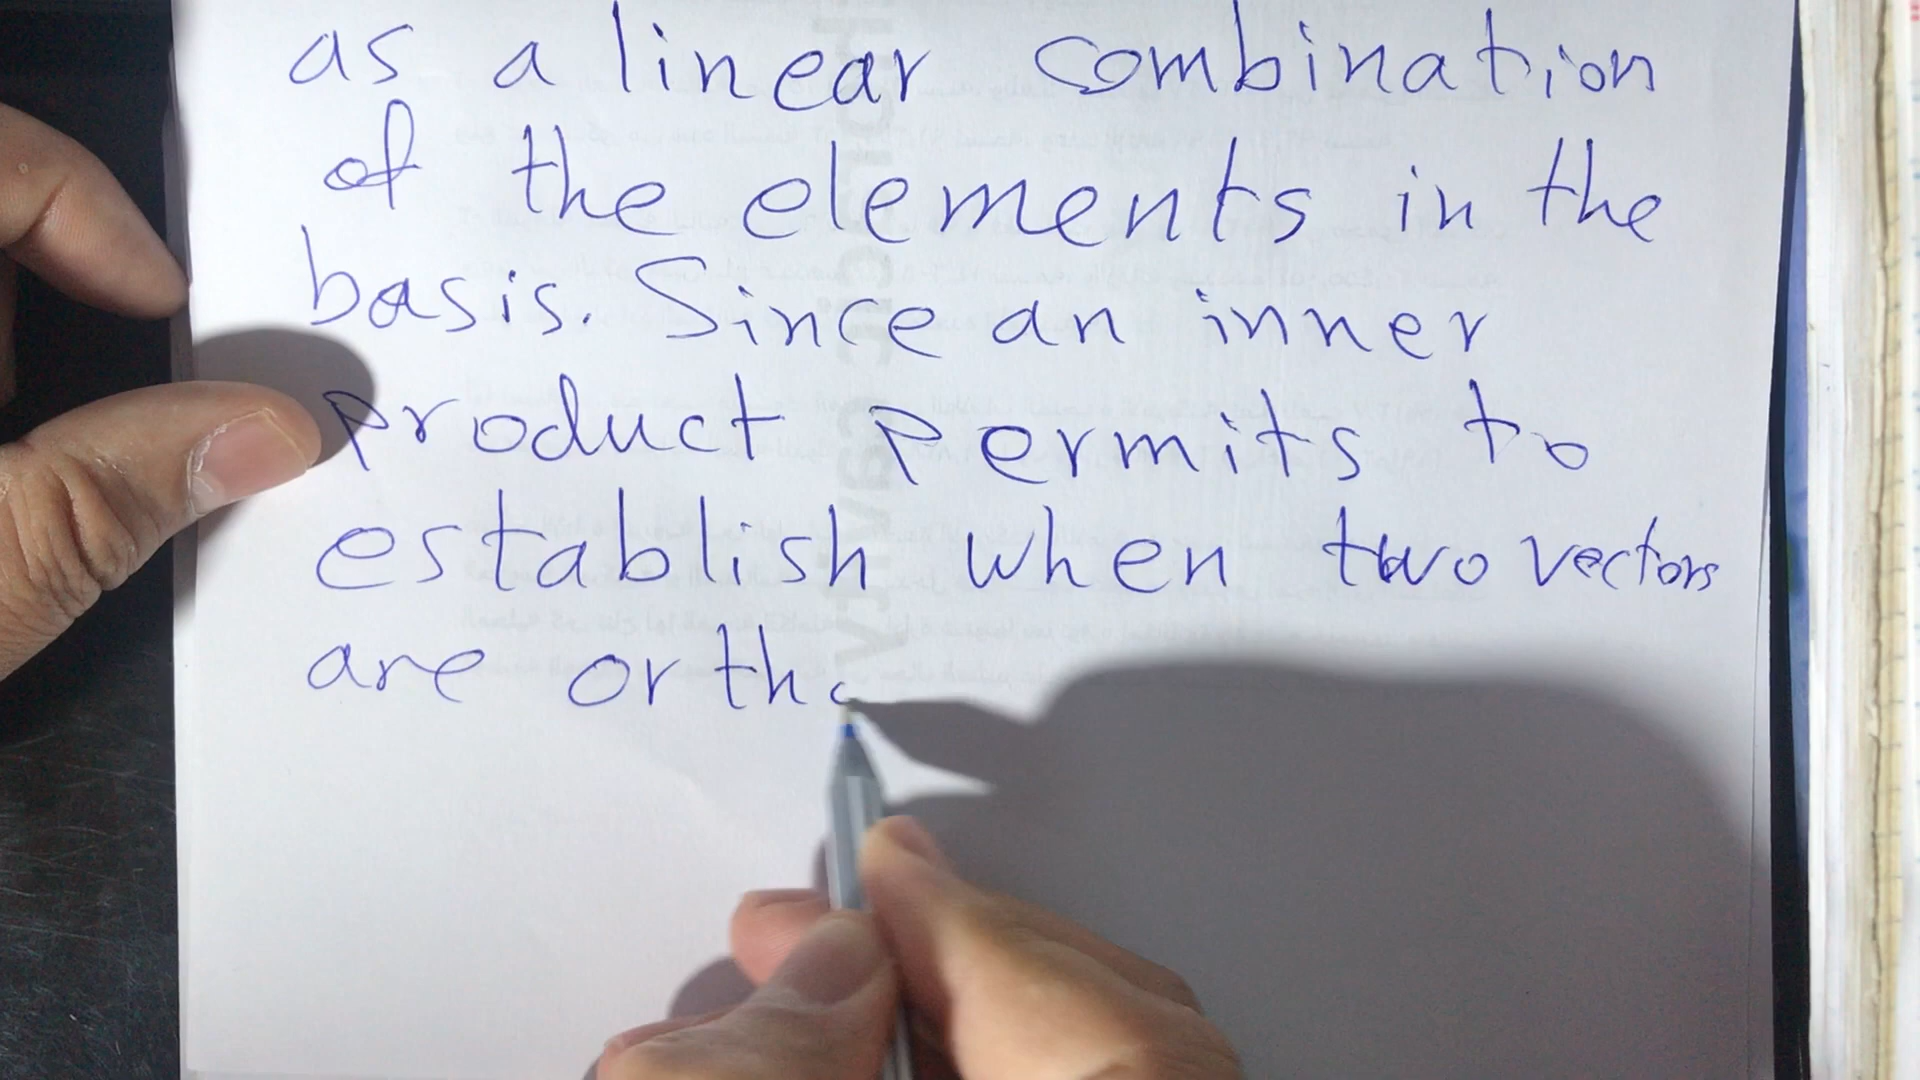 as a linear combination
of the elements in the
basis. Since an inner
product permits to
establish when two vectors
are ortho